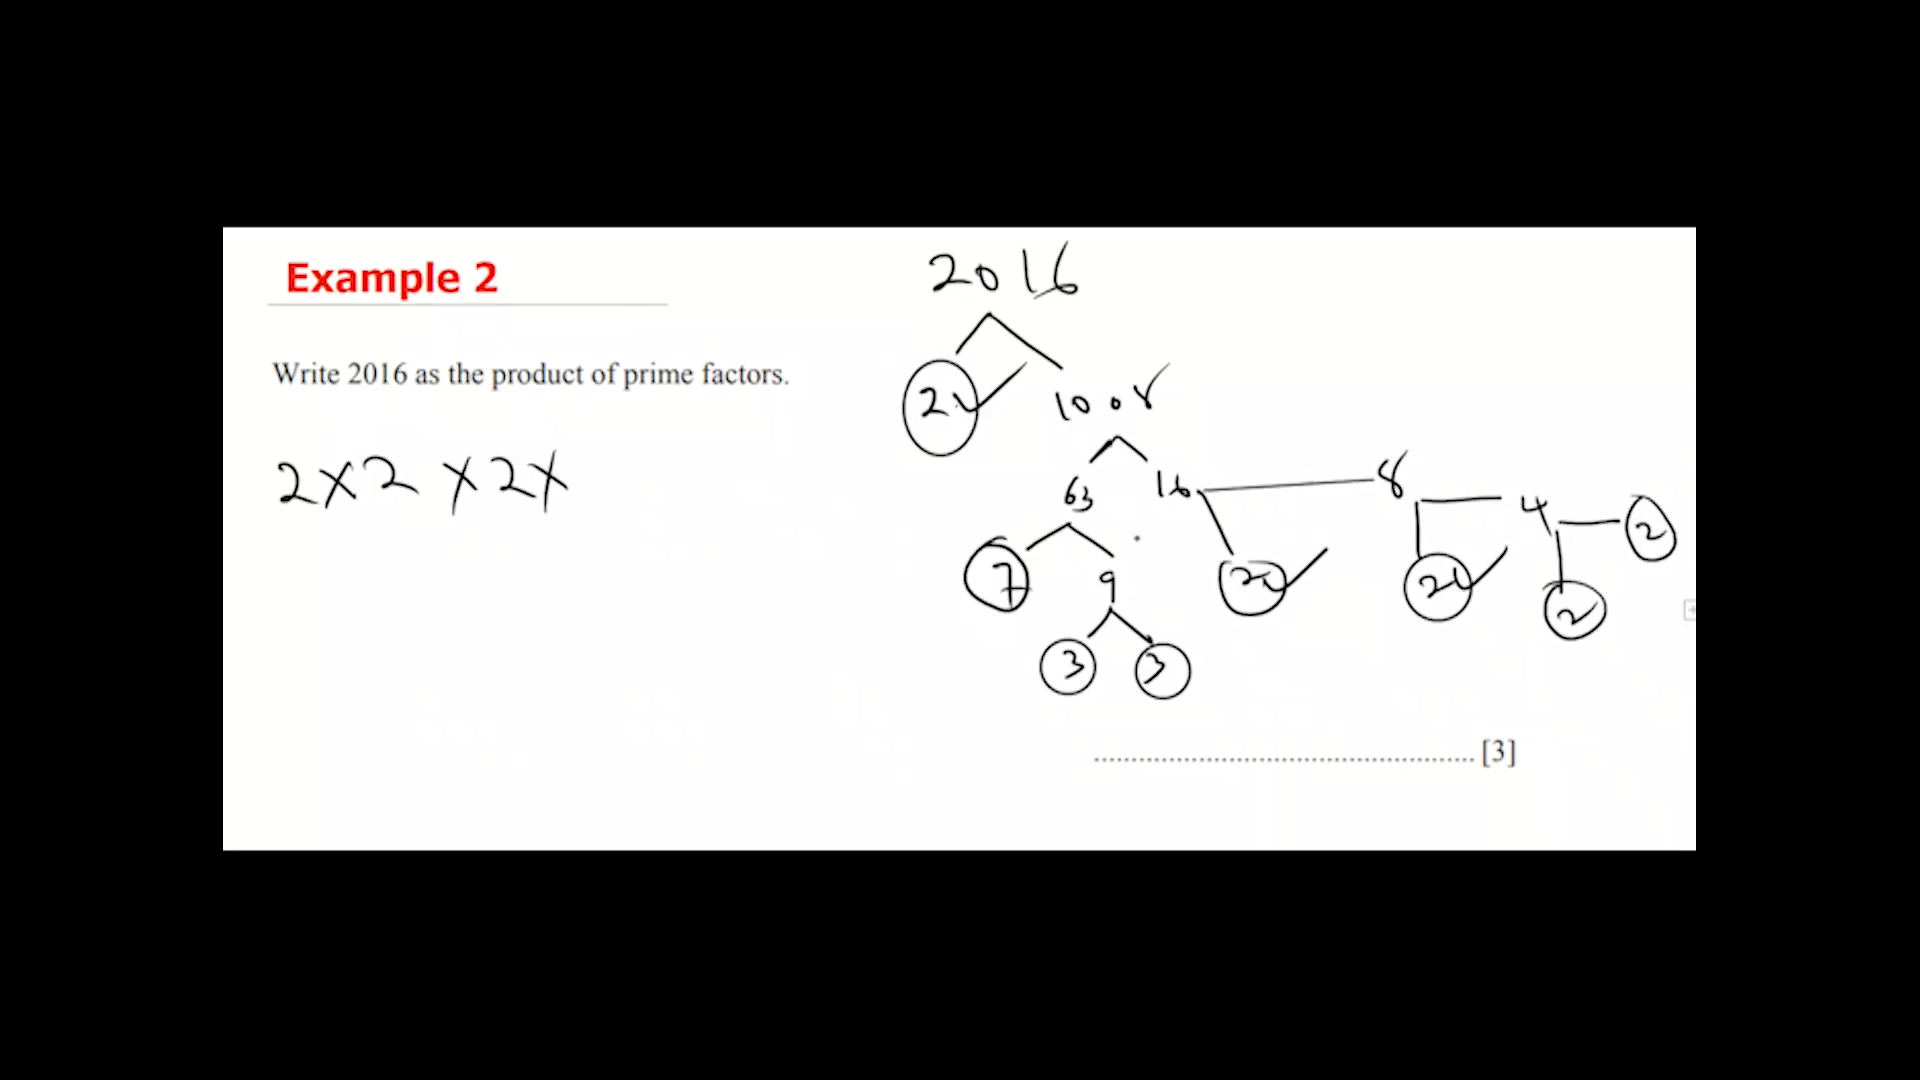 Example 2
Write 2016 as the product of prime factors.
2×2 ×2×
2016
2 1008
63 16 8 4 2
7 9 2 2 2
3 3
................................................... [3]